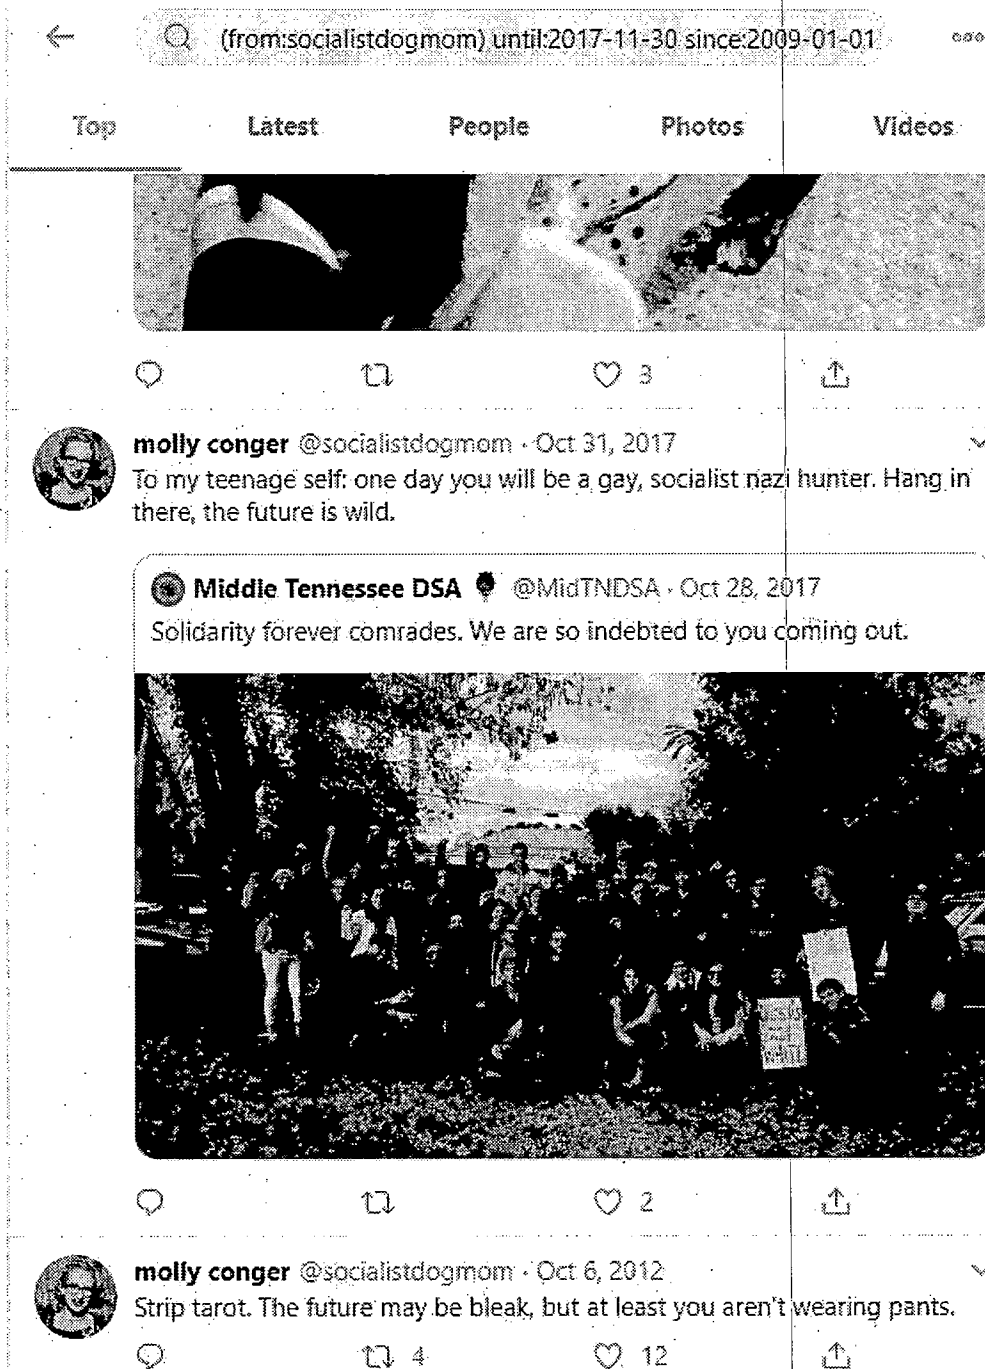 (from:socialistdogmom) until:2017-11-30 since:2009-01-01
Top Latest People Photos Videos
3
molly conger @socialistdogmom · Oct 31, 2017
To my teenage self: one day you will be a gay, socialist nazi hunter. Hang in
there, the future is wild.
Middle Tennessee DSA @MidTNDSA · Oct 28, 2017
Solidarity forever comrades. We are so indebted to you coming out.
2
molly conger @socialistdogmom · Oct 6, 2012
Strip tarot. The future may be bleak, but at least you aren't wearing pants.
4 12